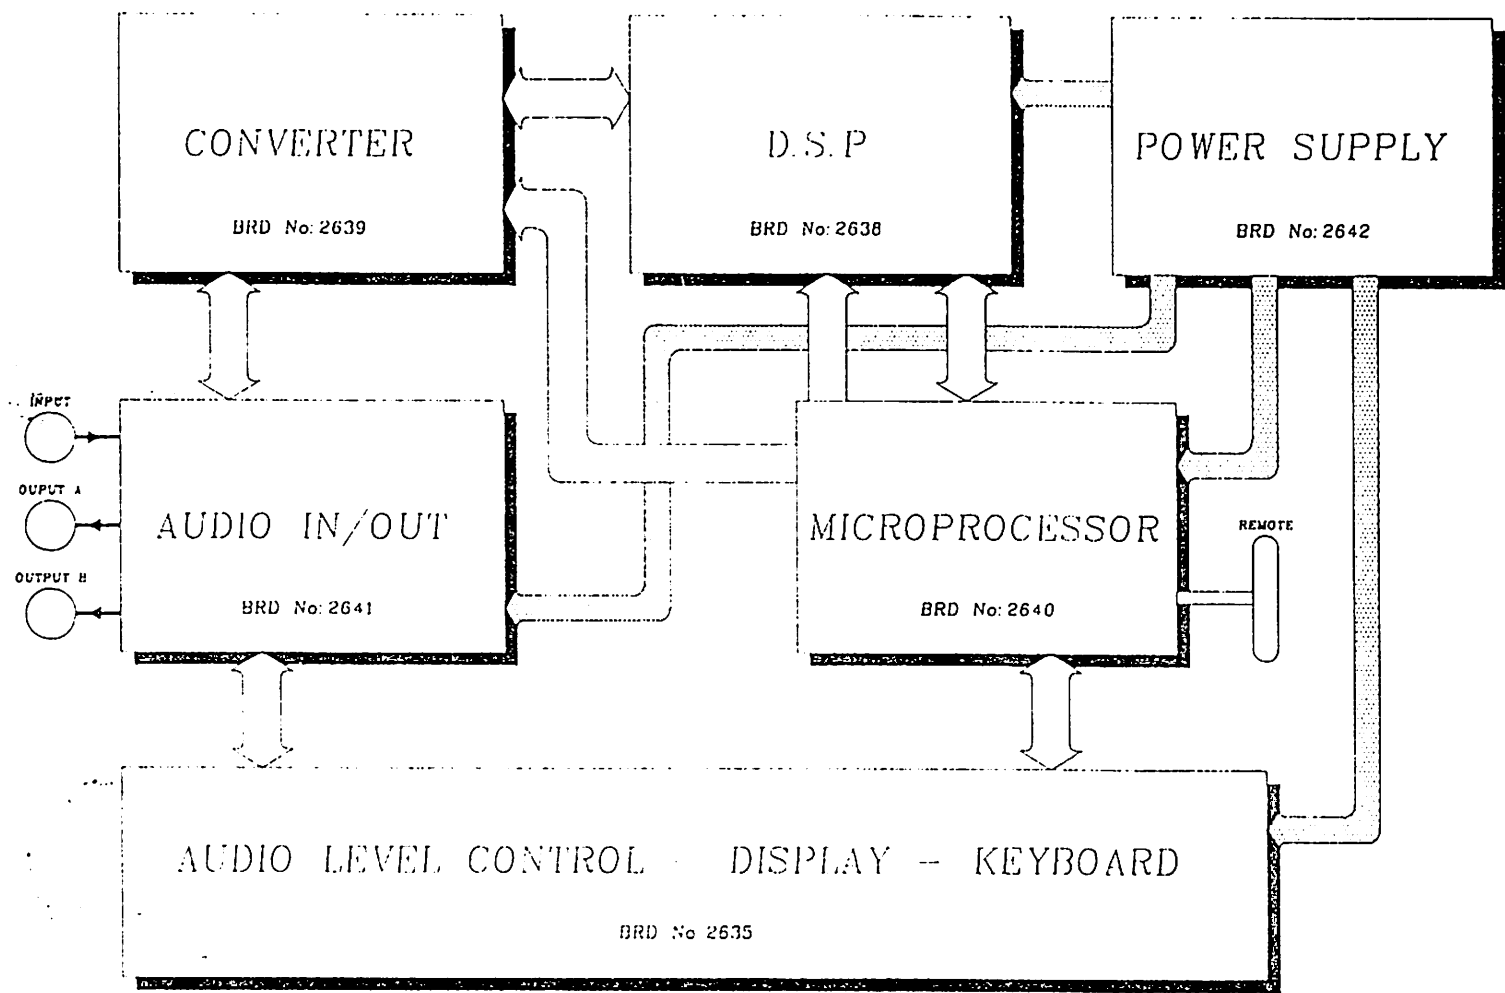 CONVERTER
BRD No: 2639
D.S.P
BRD No: 2638
POWER SUPPLY
BRD No: 2642
INPUT
OUPUT A
OUTPUT B
AUDIO IN/OUT
BRD No: 2641
MICROPROCESSOR
BRD No: 2640
REMOTE
AUDIO LEVEL CONTROL - DISPLAY - KEYBOARD
BRD No 2635